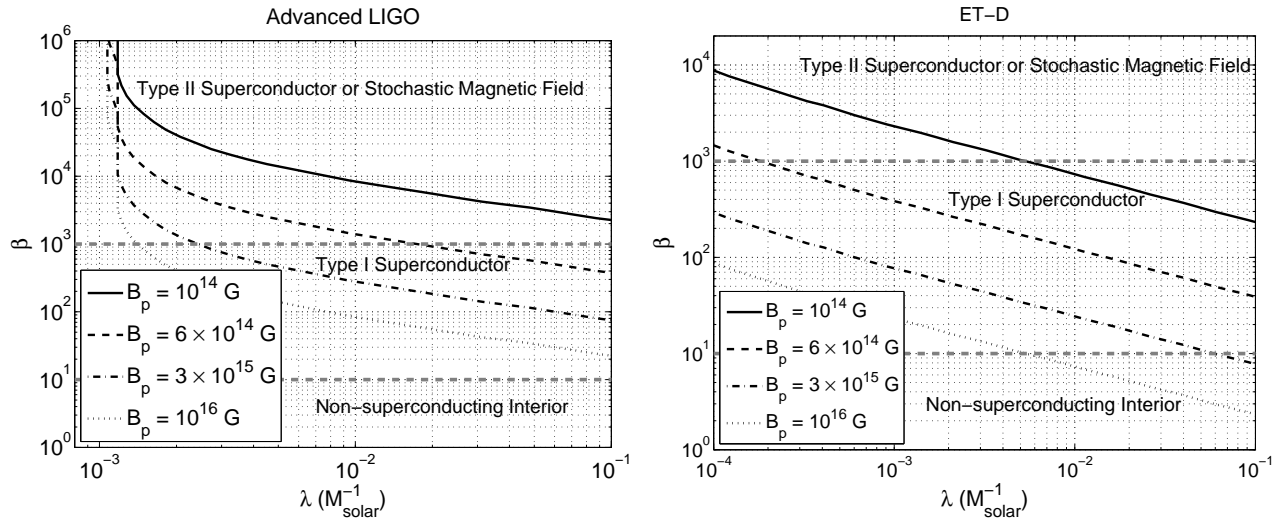 Advanced LIGO
10^6
10^5
10^4
10^3
10^2
10^1
10^0
β
Type II Superconductor or Stochastic Magnetic Field
Type I Superconductor
Non−superconducting Interior
B_p = 10^14 G
B_p = 6 × 10^14 G
B_p = 3 × 10^15 G
B_p = 10^16 G
10^−3
10^−2
10^−1
λ (M^−1_solar)
ET−D
10^4
10^3
10^2
10^1
10^0
β
Type II Superconductor or Stochastic Magnetic Field
Type I Superconductor
Non−superconducting Interior
B_p = 10^14 G
B_p = 6 × 10^14 G
B_p = 3 × 10^15 G
B_p = 10^16 G
10^−4
10^−3
10^−2
10^−1
λ (M^−1_solar)